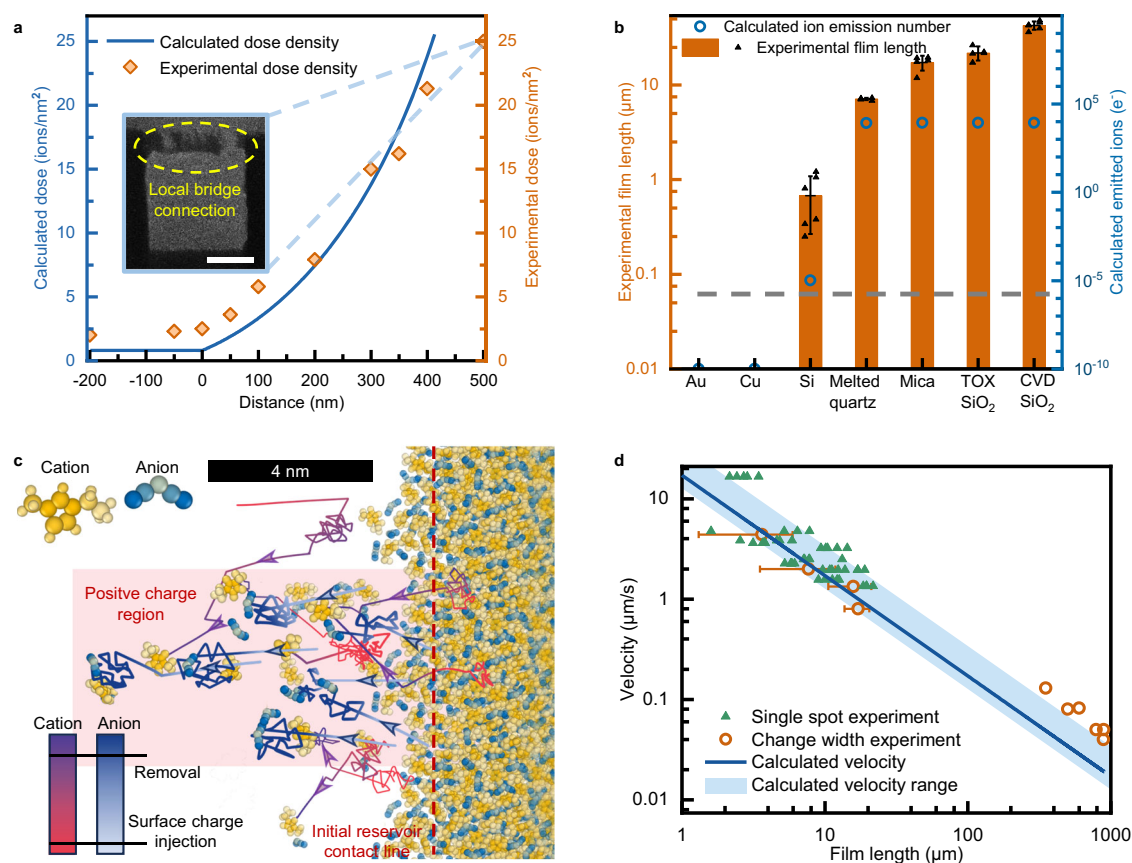 a
Calculated dose (ions/nm²)
25
20
15
10
5
0
Calculated dose density
Experimental dose density
Local bridge
connection
25
20
15
10
5
0
Experimental dose (ions/nm²)
-200
-100
0
100
200
300
400
500
Distance (nm)
b
Experimental film length (µm)
10
1
0.1
0.01
Calculated ion emission number
Experimental film length
10⁵
10⁰
10⁻⁵
10⁻¹⁰
Calculated emitted ions (e⁻)
Au
Cu
Si
Melted
quartz
Mica
TOX
SiO₂
CVD
SiO₂
c
Cation
Anion
4 nm
Positve charge
region
Cation
Anion
Removal
Surface charge
injection
Initial reservoir
contact line
d
Velocity (µm/s)
10
1
0.1
0.01
Single spot experiment
Change width experiment
Calculated velocity
Calculated velocity range
1
10
100
1000
Film length (µm)